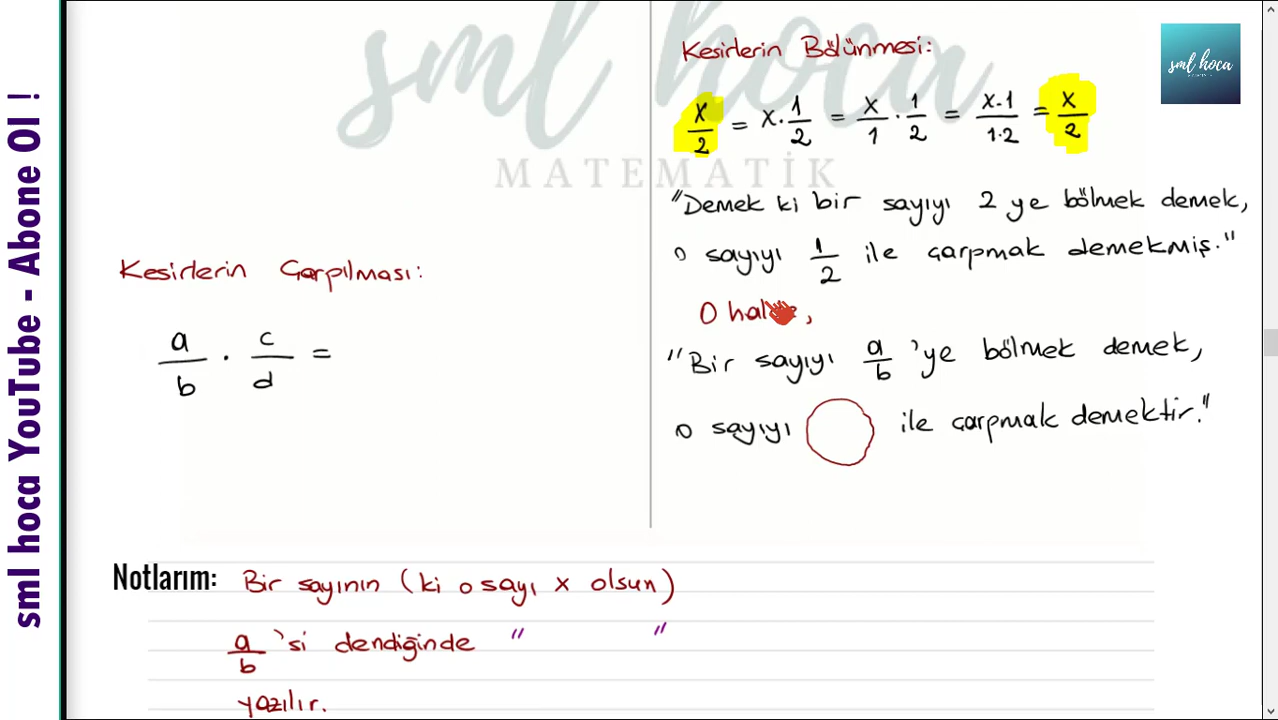 sml hoca YouTube - Abone Ol !
sml hoca
MATEMATİK
sml hoca
Kesirlerin Çarpılması:
a/b · c/d =
Kesirlerin Bölünmesi:
x/2 = x · 1/2 = x/1 · 1/2 = x·1/1·2 = x/2
"Demek ki bir sayıyı 2 ye bölmek demek,
o sayıyı 1/2 ile çarpmak demekmiş."
O halde,
"Bir sayıyı a/b 'ye bölmek demek,
o sayıyı ile çarpmak demektir."
Notlarım: Bir sayının (ki o sayı x olsun)
a/b 'si dendiğinde " "
yazılır.